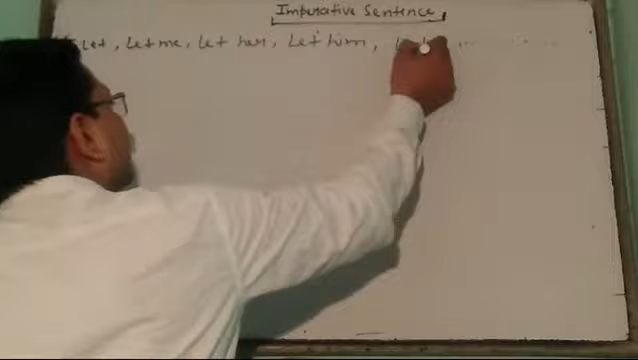 Imperative Sentence
Let, Let me, Let her, Let him,